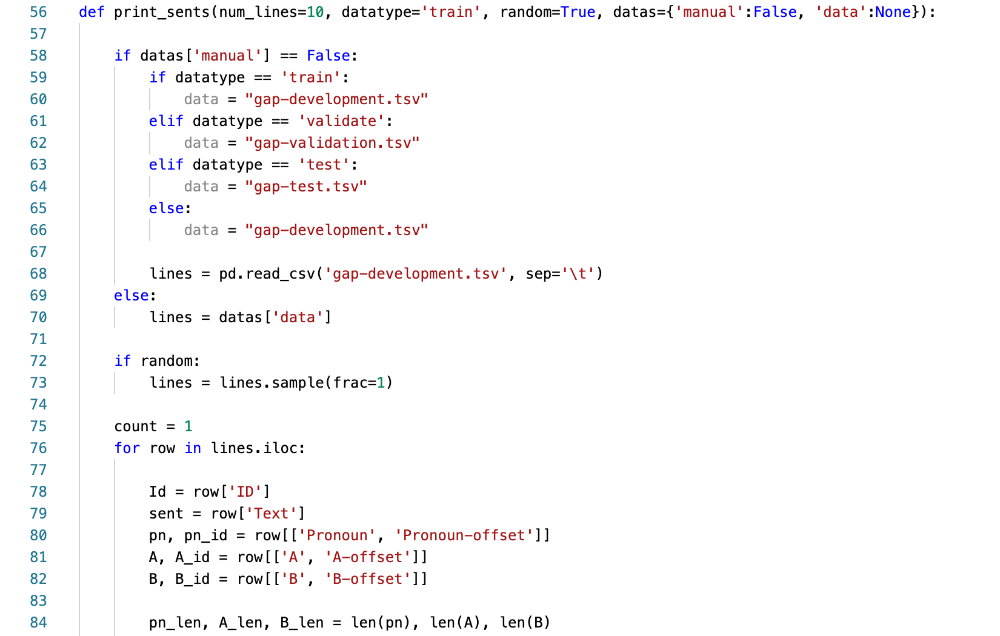 56 def print_sents(num_lines=10, datatype='train', random=True, datas={'manual':False, 'data':None}):
57
58     if datas['manual'] == False:
59         if datatype == 'train':
60             data = "gap-development.tsv"
61         elif datatype == 'validate':
62             data = "gap-validation.tsv"
63         elif datatype == 'test':
64             data = "gap-test.tsv"
65         else:
66             data = "gap-development.tsv"
67
68         lines = pd.read_csv('gap-development.tsv', sep='\t')
69     else:
70         lines = datas['data']
71
72     if random:
73         lines = lines.sample(frac=1)
74
75     count = 1
76     for row in lines.iloc:
77
78         Id = row['ID']
79         sent = row['Text']
80         pn, pn_id = row[['Pronoun', 'Pronoun-offset']]
81         A, A_id = row[['A', 'A-offset']]
82         B, B_id = row[['B', 'B-offset']]
83
84         pn_len, A_len, B_len = len(pn), len(A), len(B)